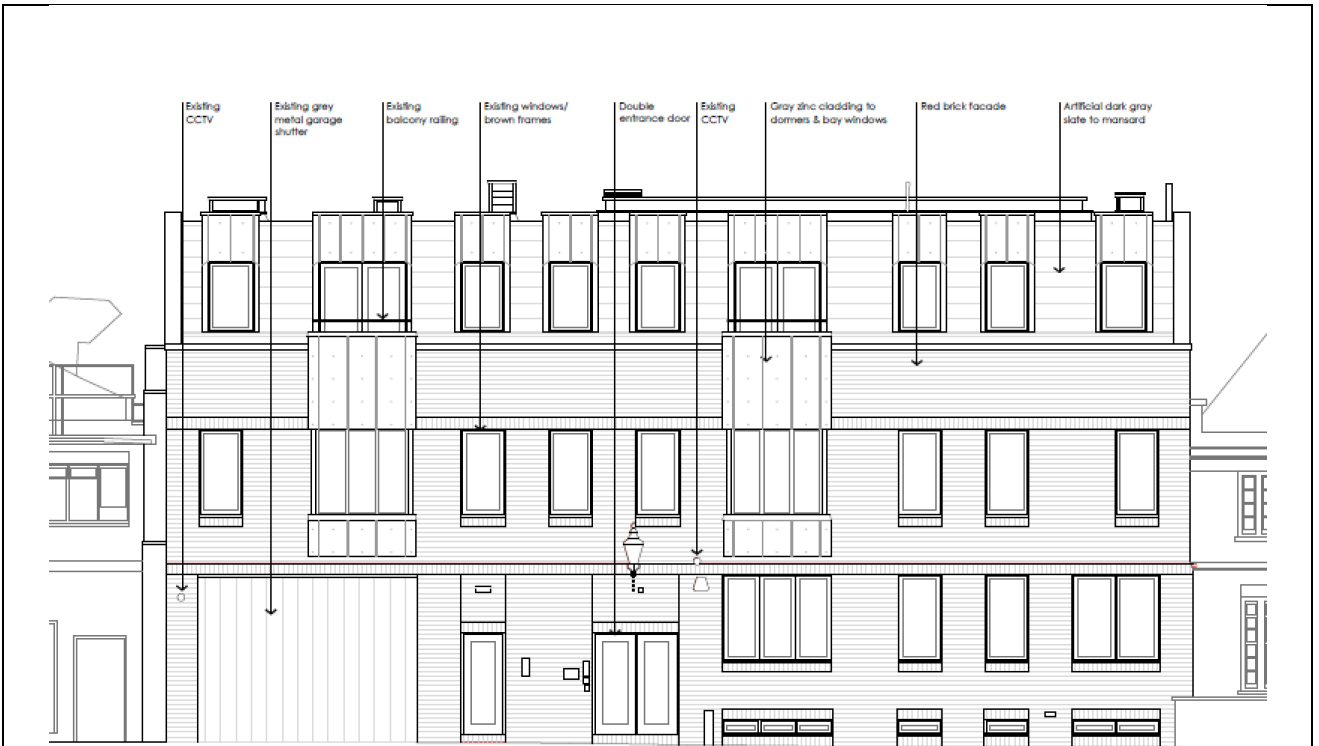 Existing
CCTV
Existing grey
metal garage
shutter
Existing
balcony railing
Existing windows/
brown frames
Double
entrance door
Existing
CCTV
Gray zinc cladding to
dormers & bay windows
Red brick facade
Artificial dark gray
slate to mansard